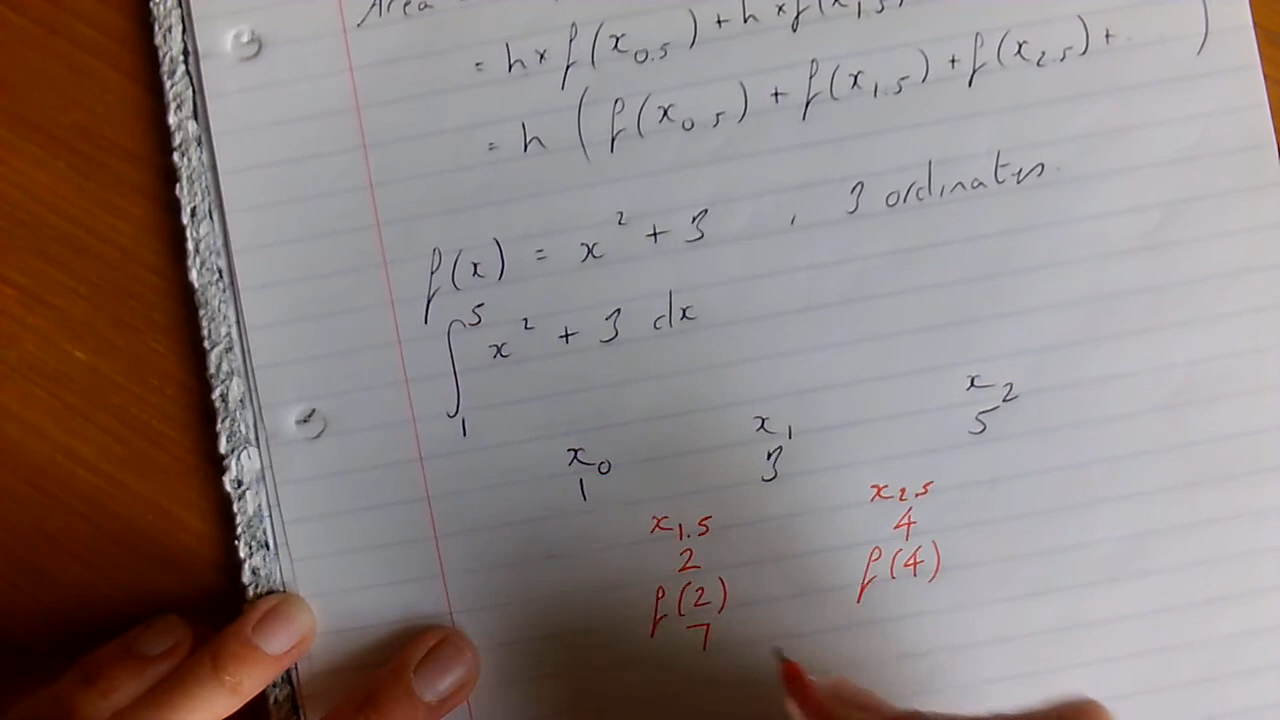 Area
= h × f(x₀.₅) + h × f(x₁.₅)
= h (f(x₀.₅) + f(x₁.₅) + f(x₂.₅) + ... )
f(x) = x² + 3 , 3 ordinates.
∫₁⁵ x² + 3 dx
x₀ x₁ x₂
1 3 5
x₁.₅ x₂.₅
2 4
f(2) f(4)
7